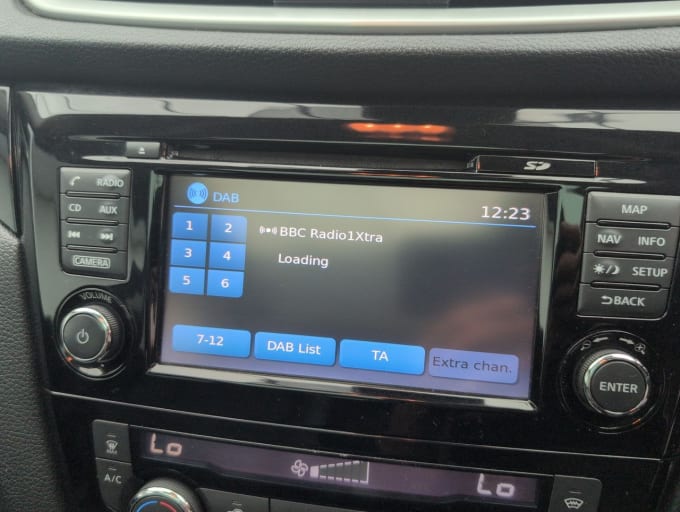 RADIO
CD AUX
CAMERA
VOLUME
DAB
12:23
1 2
3 4
5 6
BBC Radio1Xtra
Loading
7-12
DAB List
TA
Extra chan.
SD
MAP
NAV INFO
SETUP
BACK
ENTER
Lo
Lo
MAX
A/C